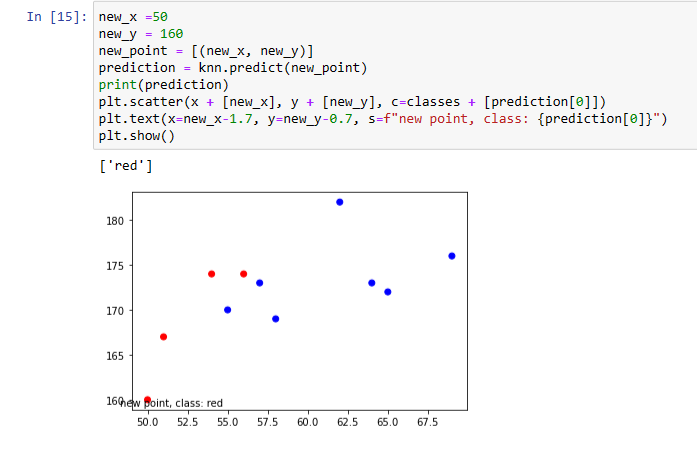 In [15]: new_x =50
new_y = 160
new_point = [(new_x, new_y)]
prediction = knn.predict(new_point)
print(prediction)
plt.scatter(x + [new_x], y + [new_y], c=classes + [prediction[0]])
plt.text(x=new_x-1.7, y=new_y-0.7, s=f"new point, class: {prediction[0]}")
plt.show()
['red']
180
175
170
165
160
new point, class: red
50.0 52.5 55.0 57.5 60.0 62.5 65.0 67.5